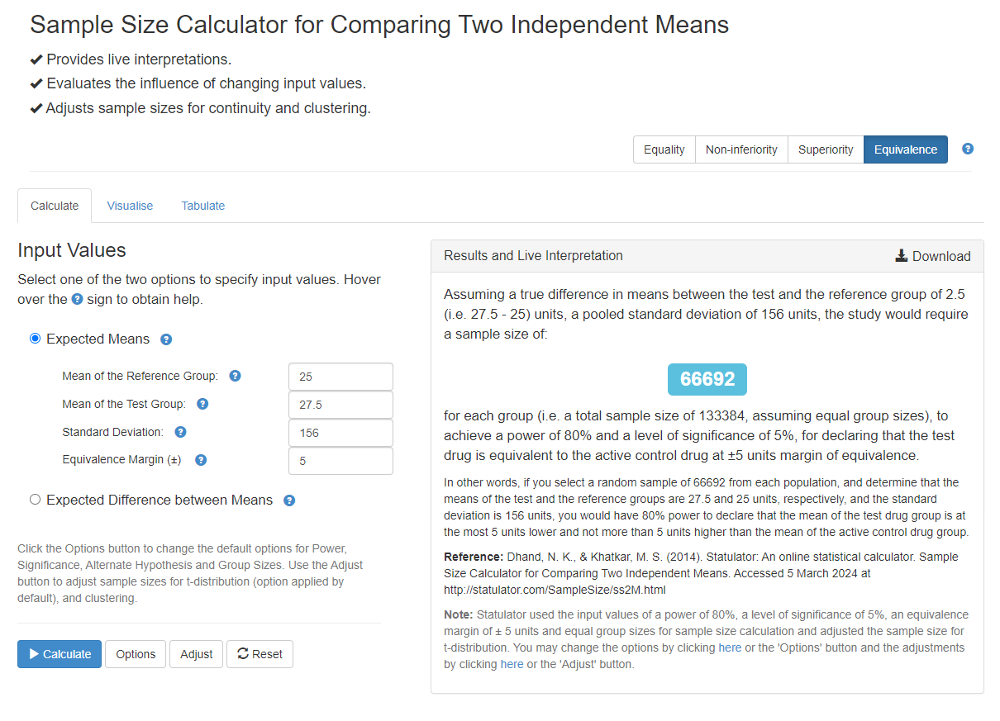 Sample Size Calculator for Comparing Two Independent Means
Provides live interpretations.
Evaluates the influence of changing input values.
Adjusts sample sizes for continuity and clustering.
Equality Non-inferiority Superiority Equivalence ?
Calculate Visualise Tabulate
Input Values
Select one of the two options to specify input values. Hover
over the ? sign to obtain help.
Expected Means ?
Mean of the Reference Group: ? 25
Mean of the Test Group: ? 27.5
Standard Deviation: ? 156
Equivalence Margin (±) ? 5
Expected Difference between Means ?
Click the Options button to change the default options for Power,
Significance, Alternate Hypothesis and Group Sizes. Use the Adjust
button to adjust sample sizes for t-distribution (option applied by
default), and clustering.
Calculate Options Adjust Reset
Results and Live Interpretation Download
Assuming a true difference in means between the test and the reference group of 2.5
(i.e. 27.5 - 25) units, a pooled standard deviation of 156 units, the study would require
a sample size of:
66692
for each group (i.e. a total sample size of 133384, assuming equal group sizes), to
achieve a power of 80% and a level of significance of 5%, for declaring that the test
drug is equivalent to the active control drug at ±5 units margin of equivalence.
In other words, if you select a random sample of 66692 from each population, and determine that the
means of the test and the reference groups are 27.5 and 25 units, respectively, and the standard
deviation is 156 units, you would have 80% power to declare that the mean of the test drug group is at
the most 5 units lower and not more than 5 units higher than the mean of the active control drug group.
Reference: Dhand, N. K., & Khatkar, M. S. (2014). Statulator: An online statistical calculator. Sample
Size Calculator for Comparing Two Independent Means. Accessed 5 March 2024 at
http://statulator.com/SampleSize/ss2M.html
Note: Statulator used the input values of a power of 80%, a level of significance of 5%, an equivalence
margin of ± 5 units and equal group sizes for sample size calculation and adjusted the sample size for
t-distribution. You may change the options by clicking here or the 'Options' button and the adjustments
by clicking here or the 'Adjust' button.